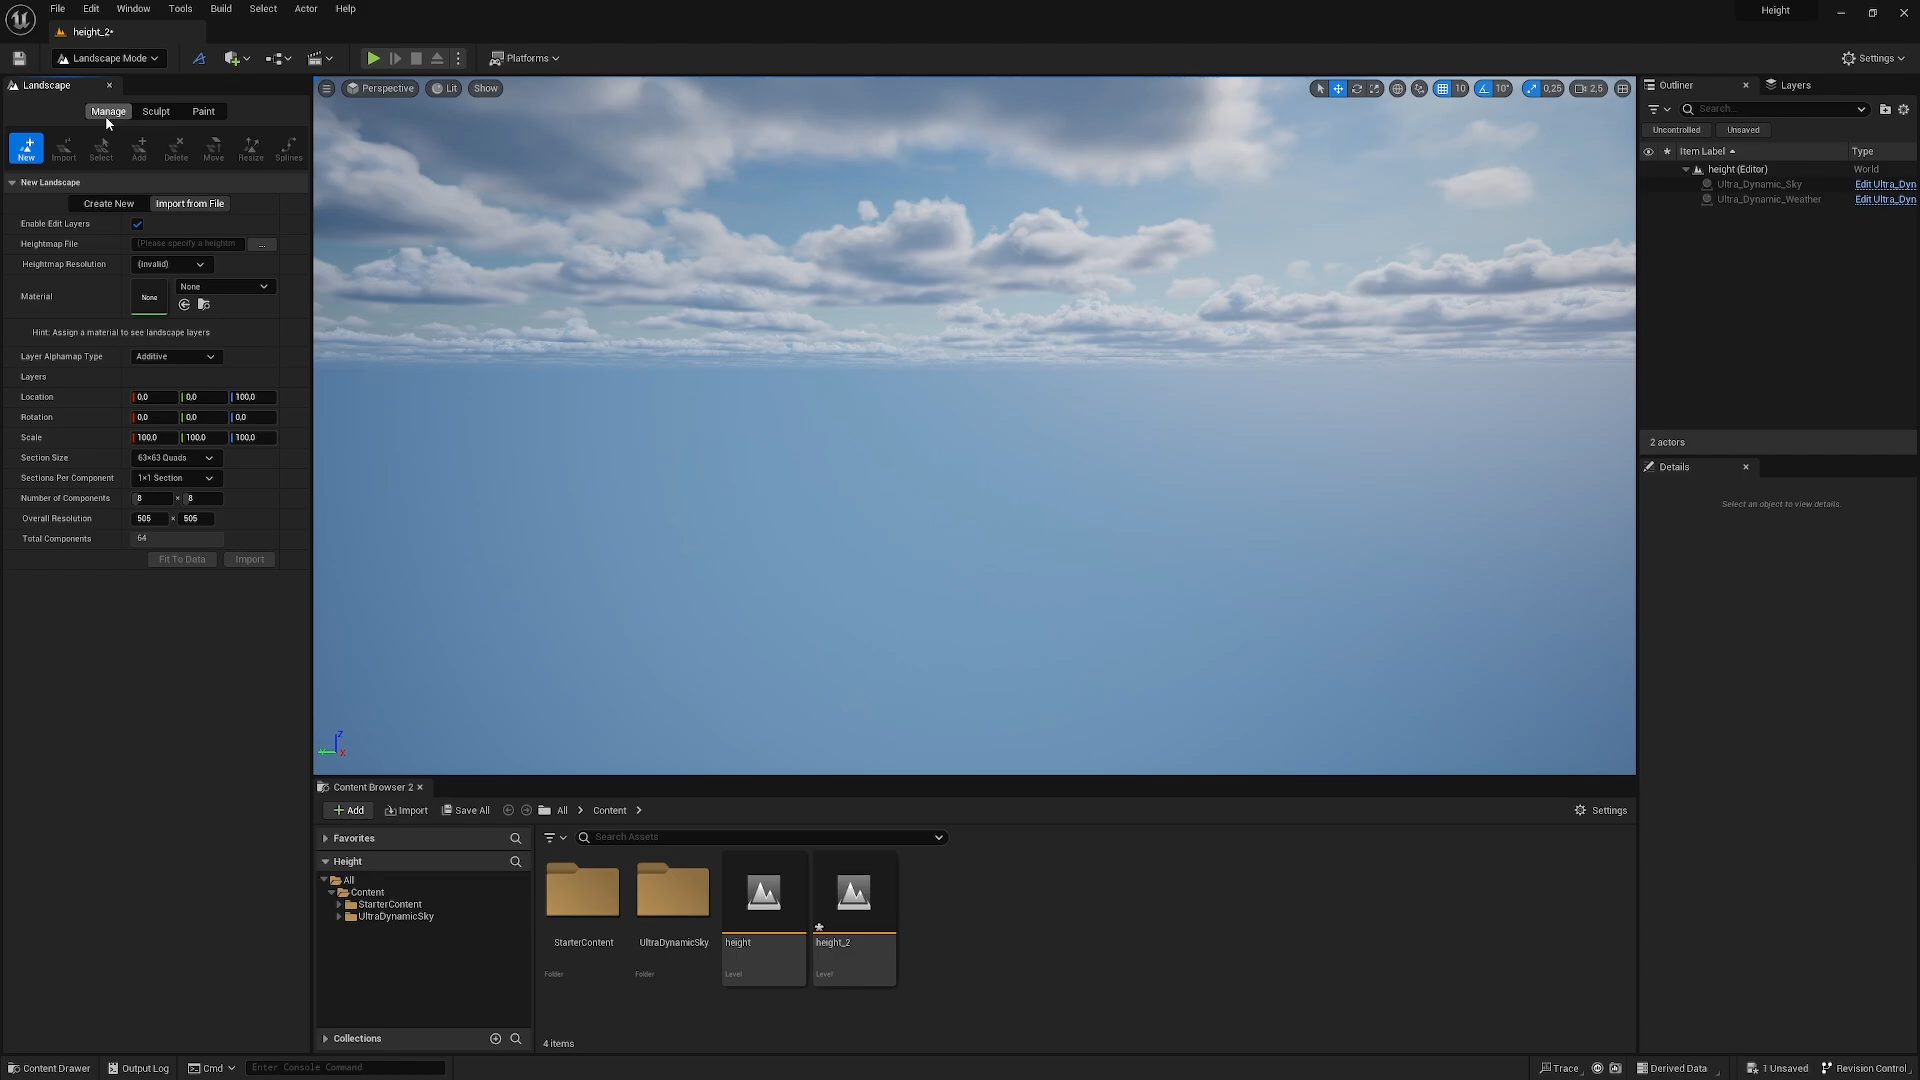 File Edit Window Tools Build Select Actor Help
Height
height_2*
Landscape Mode
Platforms
Settings
Landscape
Manage Sculpt Paint
New Import Select Add Delete Move Resize Splines
New Landscape
Create New Import from File
Enable Edit Layers
Heightmap File (Please specify a heightm ...
Heightmap Resolution (invalid)
Material None None
Hint: Assign a material to see landscape layers
Layer Alphamap Type Additive
Layers
Location 0,0 0,0 100,0
Rotation 0,0 0,0 0,0
Scale 100,0 100,0 100,0
Section Size 63×63 Quads
Sections Per Component 1×1 Section
Number of Components 8 × 8
Overall Resolution 505 × 505
Total Components 64
Fit To Data Import
Perspective Lit Show
10 10° 0,25 2,5
Z
X
Outliner Layers
Search...
Uncontrolled Unsaved
Item Label Type
height (Editor) World
Ultra_Dynamic_Sky Edit Ultra_Dyn
Ultra_Dynamic_Weather Edit Ultra_Dyn
2 actors
Details
Select an object to view details.
Content Browser 2
Add Import Save All All Content Settings
Favorites
Search Assets
Height
All
Content
StarterContent
UltraDynamicSky
Collections
StarterContent UltraDynamicSky height height_2
Folder Folder Level Level
4 items
Content Drawer Output Log Cmd Enter Console Command
Trace Derived Data 1 Unsaved Revision Control